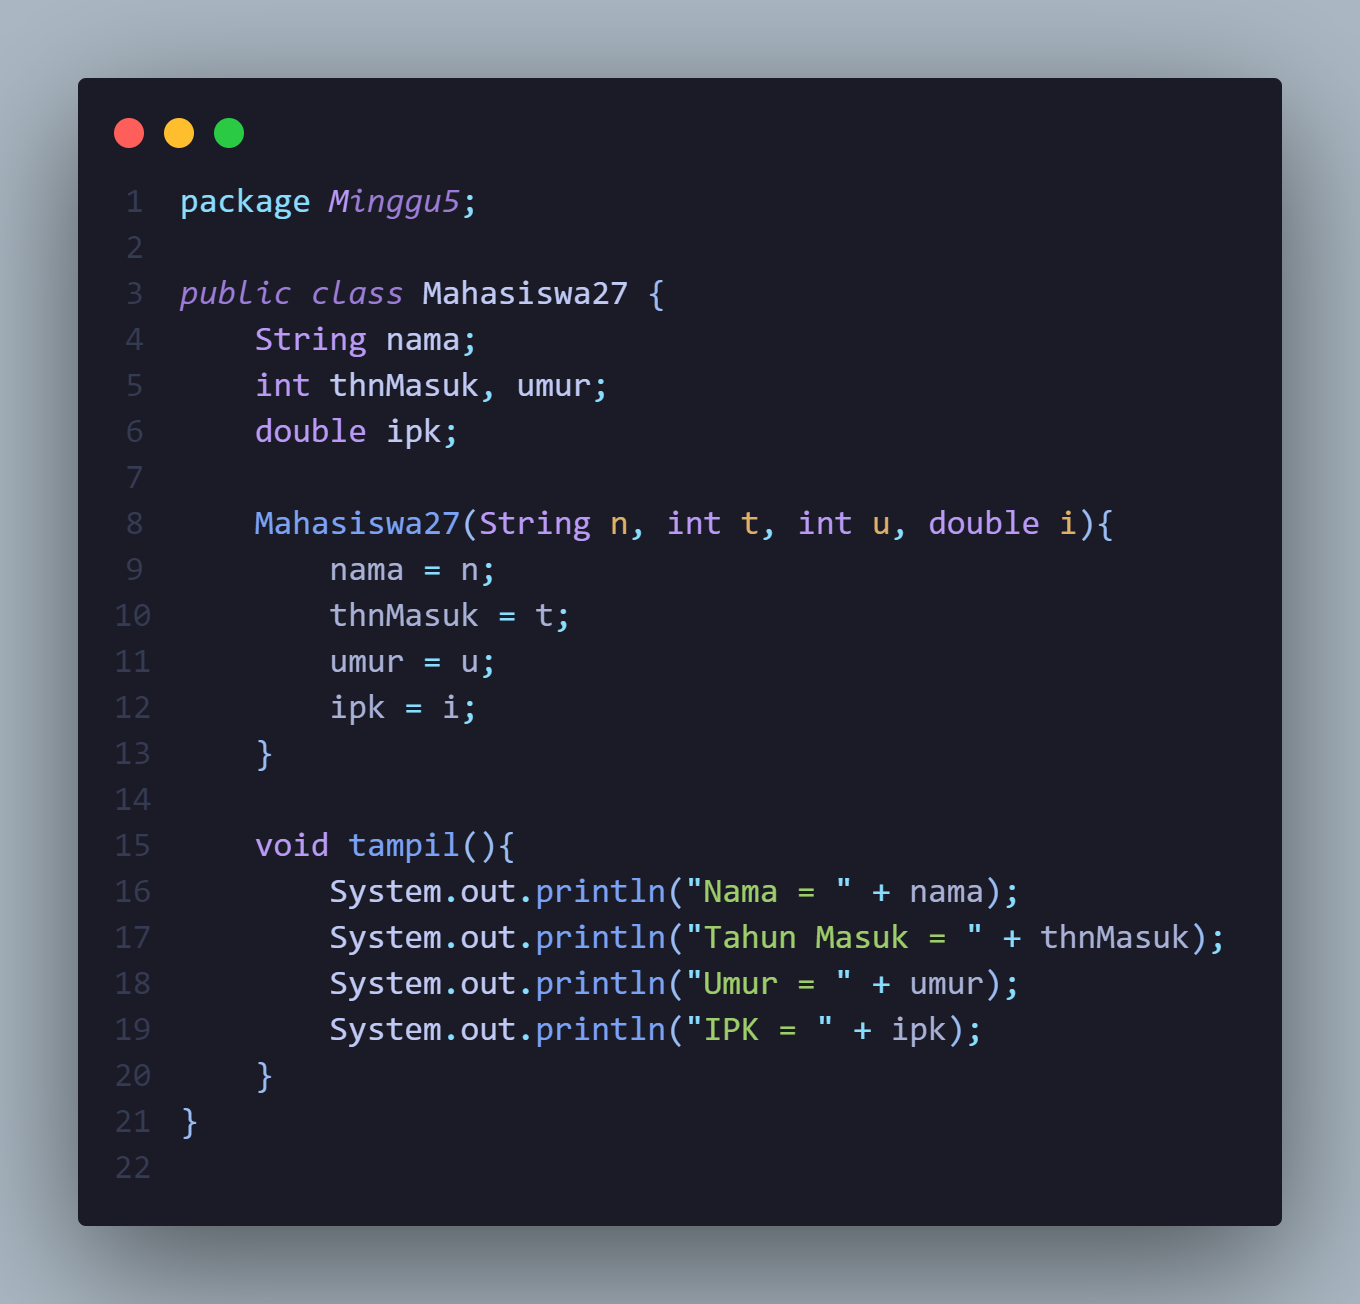 1 package Minggu5;
2
3 public class Mahasiswa27 {
4     String nama;
5     int thnMasuk, umur;
6     double ipk;
7
8     Mahasiswa27(String n, int t, int u, double i){
9         nama = n;
10         thnMasuk = t;
11         umur = u;
12         ipk = i;
13     }
14
15     void tampil(){
16         System.out.println("Nama = " + nama);
17         System.out.println("Tahun Masuk = " + thnMasuk);
18         System.out.println("Umur = " + umur);
19         System.out.println("IPK = " + ipk);
20     }
21 }
22